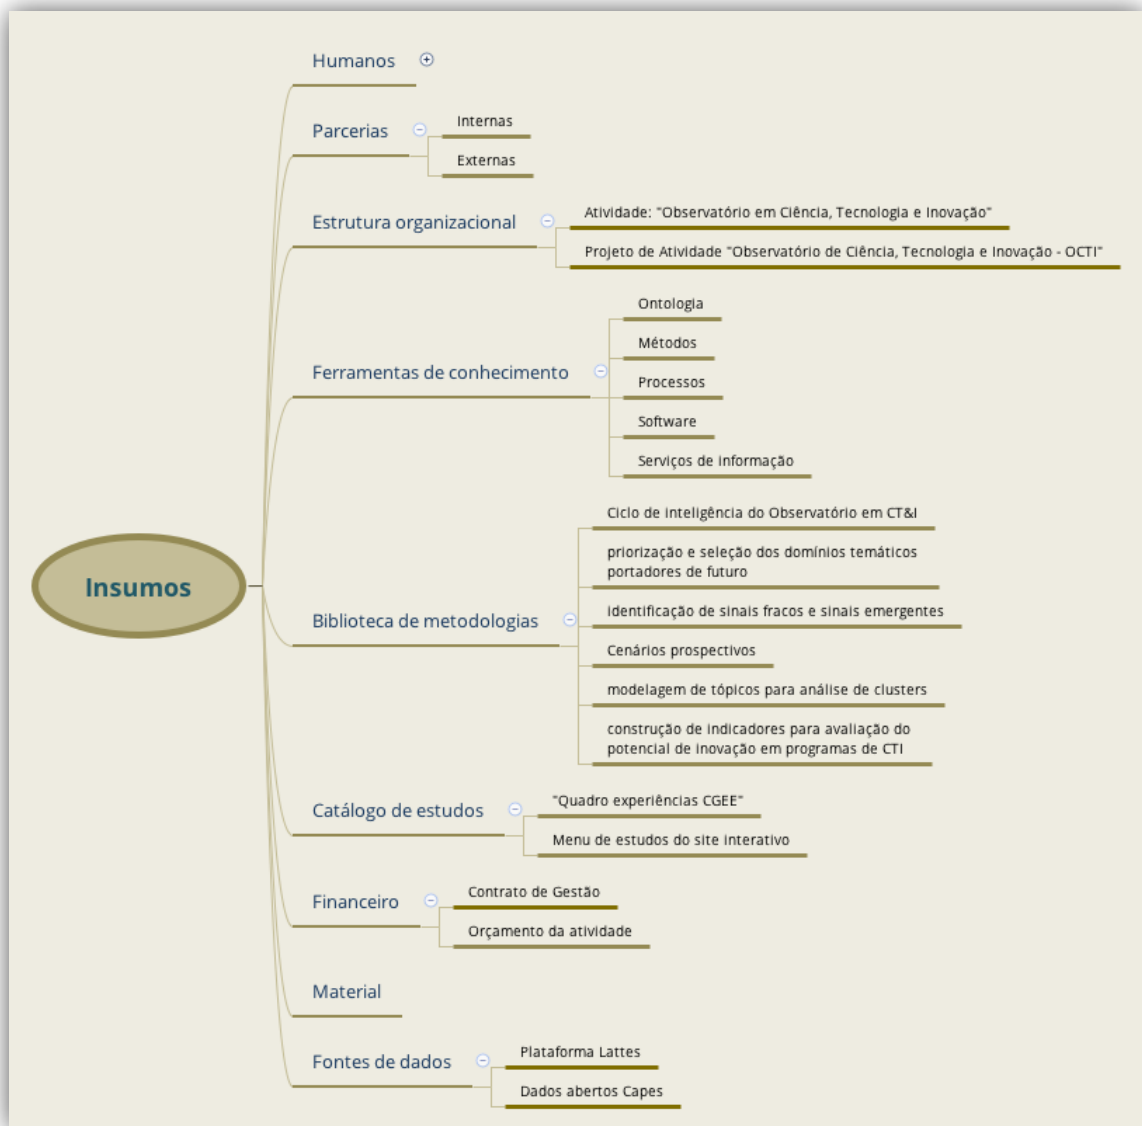 Humanos
Parcerias
Internas
Externas
Estrutura organizacional
Atividade: "Observatório em Ciência, Tecnologia e Inovação"
Projeto de Atividade "Observatório de Ciência, Tecnologia e Inovação - OCTI"
Ferramentas de conhecimento
Ontologia
Métodos
Processos
Software
Serviços de informação
Insumos
Biblioteca de metodologias
Ciclo de inteligência do Observatório em CT&I
priorização e seleção dos domínios temáticos
portadores de futuro
identificação de sinais fracos e sinais emergentes
Cenários prospectivos
modelagem de tópicos para análise de clusters
construção de indicadores para avaliação do
potencial de inovação em programas de CTI
Catálogo de estudos
"Quadro experiências CGEE"
Menu de estudos do site interativo
Financeiro
Contrato de Gestão
Orçamento da atividade
Material
Fontes de dados
Plataforma Lattes
Dados abertos Capes